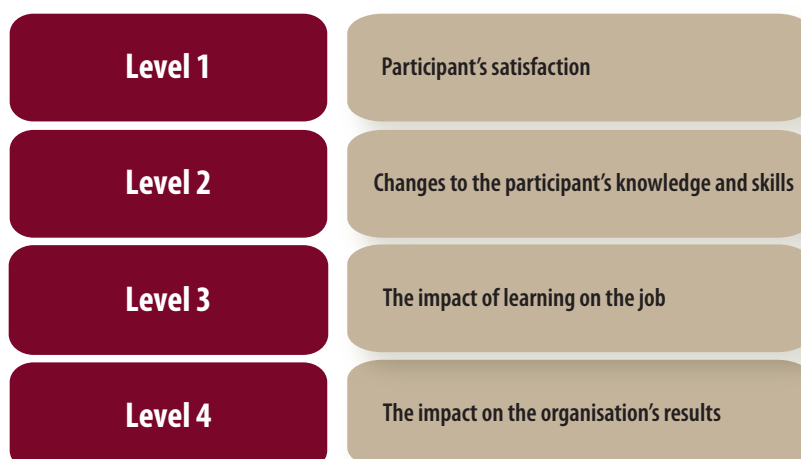 Level 1
Participant's satisfaction
Level 2
Changes to the participant's knowledge and skills
Level 3
The impact of learning on the job
Level 4
The impact on the organisation's results